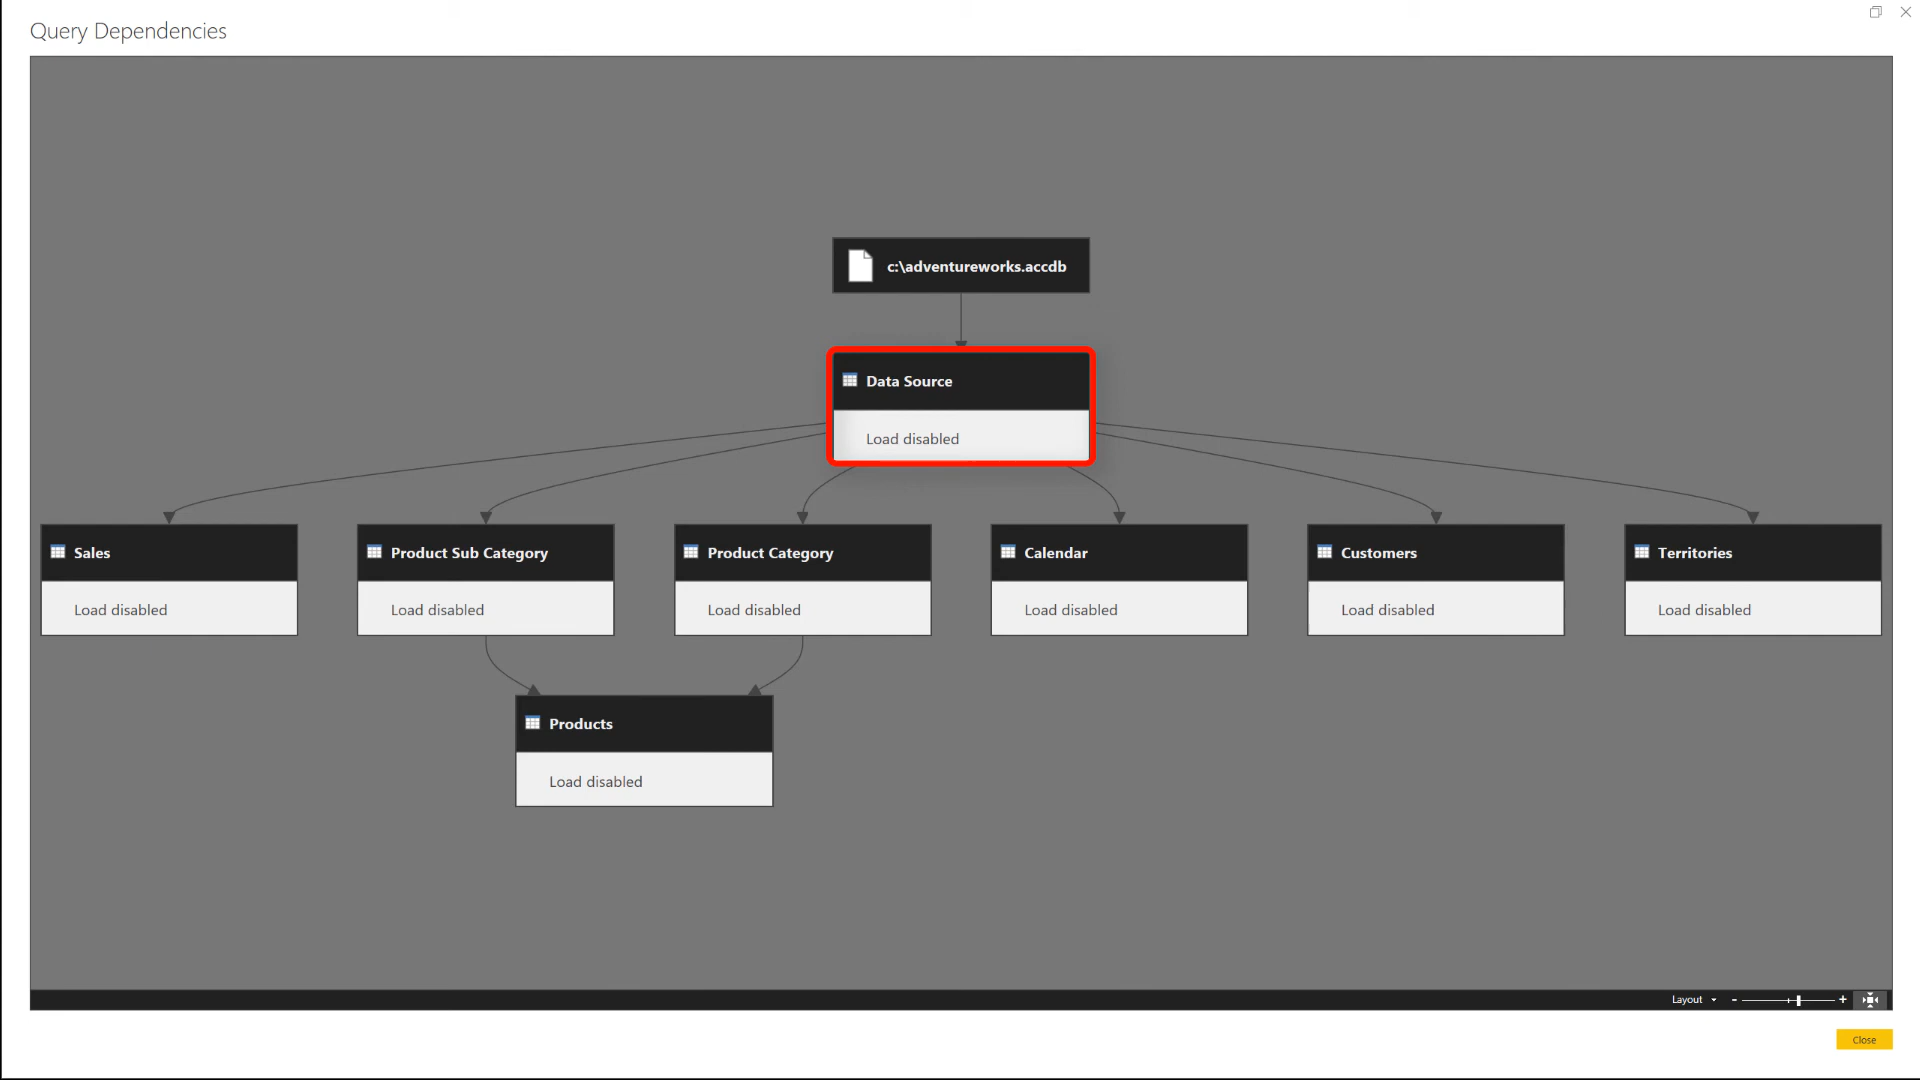 Query Dependencies
c:\adventureworks.accdb
Data Source
Load disabled
Sales
Load disabled
Product Sub Category
Load disabled
Product Category
Load disabled
Calendar
Load disabled
Customers
Load disabled
Territories
Load disabled
Products
Load disabled
Layout
Close